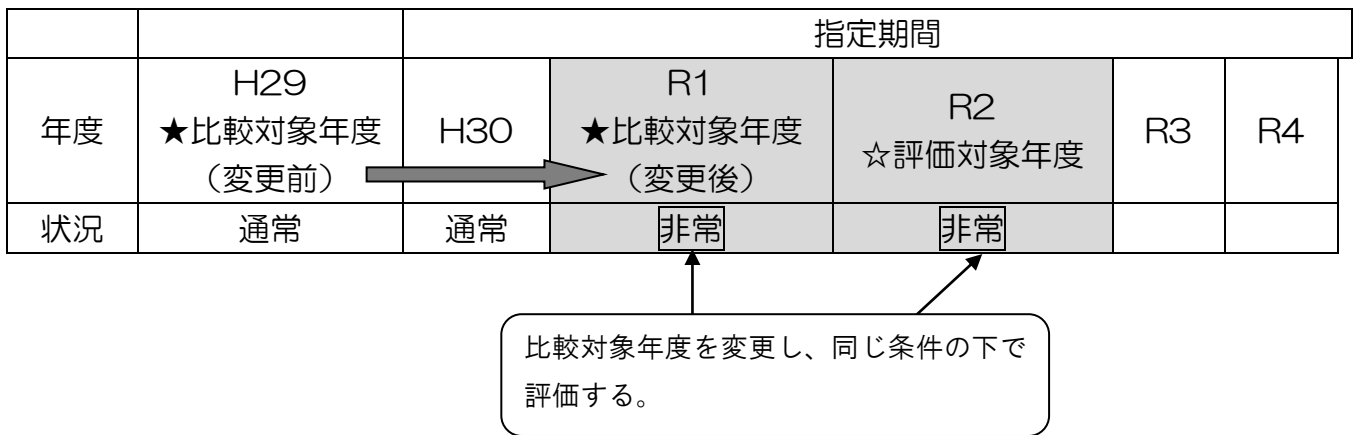 指定期間
年度
H29
★比較対象年度
（変更前）
H30
R1
★比較対象年度
（変更後）
R2
☆評価対象年度
R3
R4
状況
通常
通常
非常
非常
比較対象年度を変更し、同じ条件の下で
評価する。